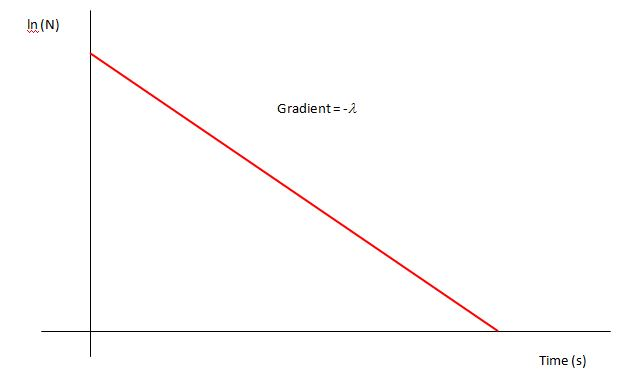 ln (N)
Gradient = -λ
Time (s)